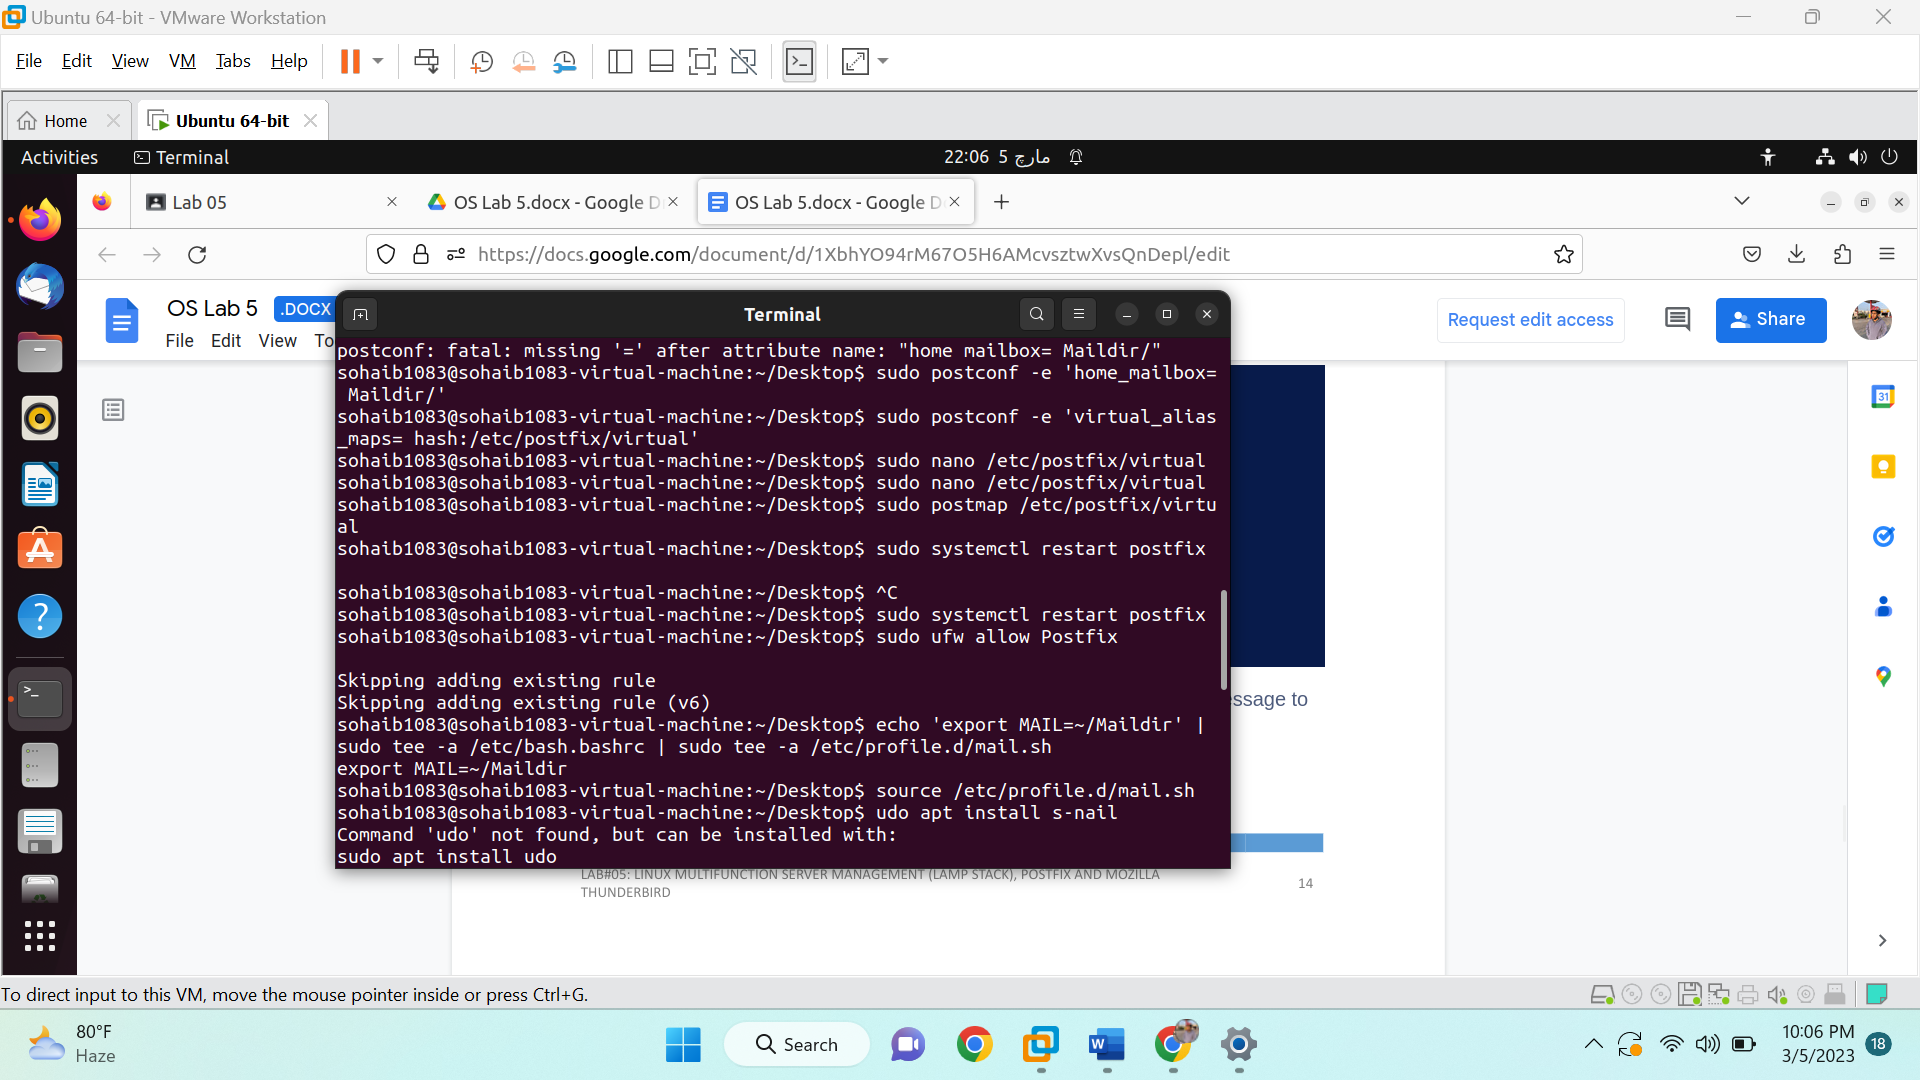 Ubuntu 64-bit - VMware Workstation
File Edit View VM Tabs Help
Home
Ubuntu 64-bit
Activities
Terminal
22:06 5 مارچ
Lab 05
OS Lab 5.docx - Google D
OS Lab 5.docx - Google D
https://docs.google.com/document/d/1XbhYO94rM67O5H6AMcvsztwXvsQnDepl/edit
OS Lab 5 .DOCX
File Edit View To
Request edit access
Share
Terminal
postconf: fatal: missing '=' after attribute name: "home mailbox= Maildir/"
sohaib1083@sohaib1083-virtual-machine:~/Desktop$ sudo postconf -e 'home_mailbox=
 Maildir/'
sohaib1083@sohaib1083-virtual-machine:~/Desktop$ sudo postconf -e 'virtual_alias
_maps= hash:/etc/postfix/virtual'
sohaib1083@sohaib1083-virtual-machine:~/Desktop$ sudo nano /etc/postfix/virtual
sohaib1083@sohaib1083-virtual-machine:~/Desktop$ sudo nano /etc/postfix/virtual
sohaib1083@sohaib1083-virtual-machine:~/Desktop$ sudo postmap /etc/postfix/virtu
al
sohaib1083@sohaib1083-virtual-machine:~/Desktop$ sudo systemctl restart postfix
sohaib1083@sohaib1083-virtual-machine:~/Desktop$ ^C
sohaib1083@sohaib1083-virtual-machine:~/Desktop$ sudo systemctl restart postfix
sohaib1083@sohaib1083-virtual-machine:~/Desktop$ sudo ufw allow Postfix
Skipping adding existing rule
Skipping adding existing rule (v6)
sohaib1083@sohaib1083-virtual-machine:~/Desktop$ echo 'export MAIL=~/Maildir' |
sudo tee -a /etc/bash.bashrc | sudo tee -a /etc/profile.d/mail.sh
export MAIL=~/Maildir
sohaib1083@sohaib1083-virtual-machine:~/Desktop$ source /etc/profile.d/mail.sh
sohaib1083@sohaib1083-virtual-machine:~/Desktop$ udo apt install s-nail
Command 'udo' not found, but can be installed with:
sudo apt install udo
ssage to
31
LAB#05: LINUX MULTIFUNCTION SERVER MANAGEMENT (LAMP STACK), POSTFIX AND MOZILLA
THUNDERBIRD
14
To direct input to this VM, move the mouse pointer inside or press Ctrl+G.
80°F
Haze
Search
10:06 PM
3/5/2023
18